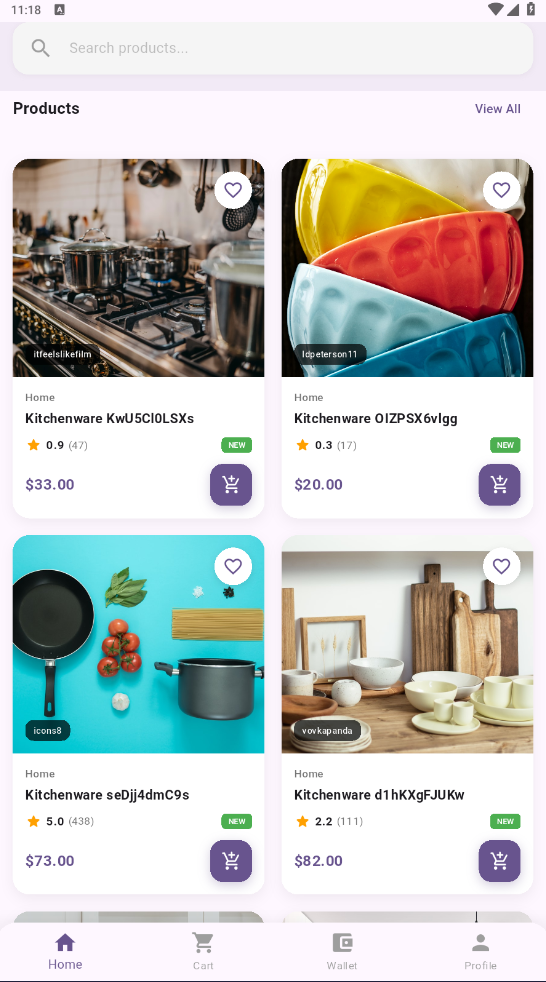 11:18
Search products...
Products
View All
itfeelslikefilm
ldpeterson11
Home
Home
Kitchenware KwU5Cl0LSXs
Kitchenware OIZPSX6vlgg
0.9 (47)
NEW
0.3 (17)
NEW
$33.00
$20.00
icons8
vovkapanda
Home
Home
Kitchenware seDjj4dmC9s
Kitchenware d1hKXgFJUKw
5.0 (438)
NEW
2.2 (111)
NEW
$73.00
$82.00
Home
Cart
Wallet
Profile